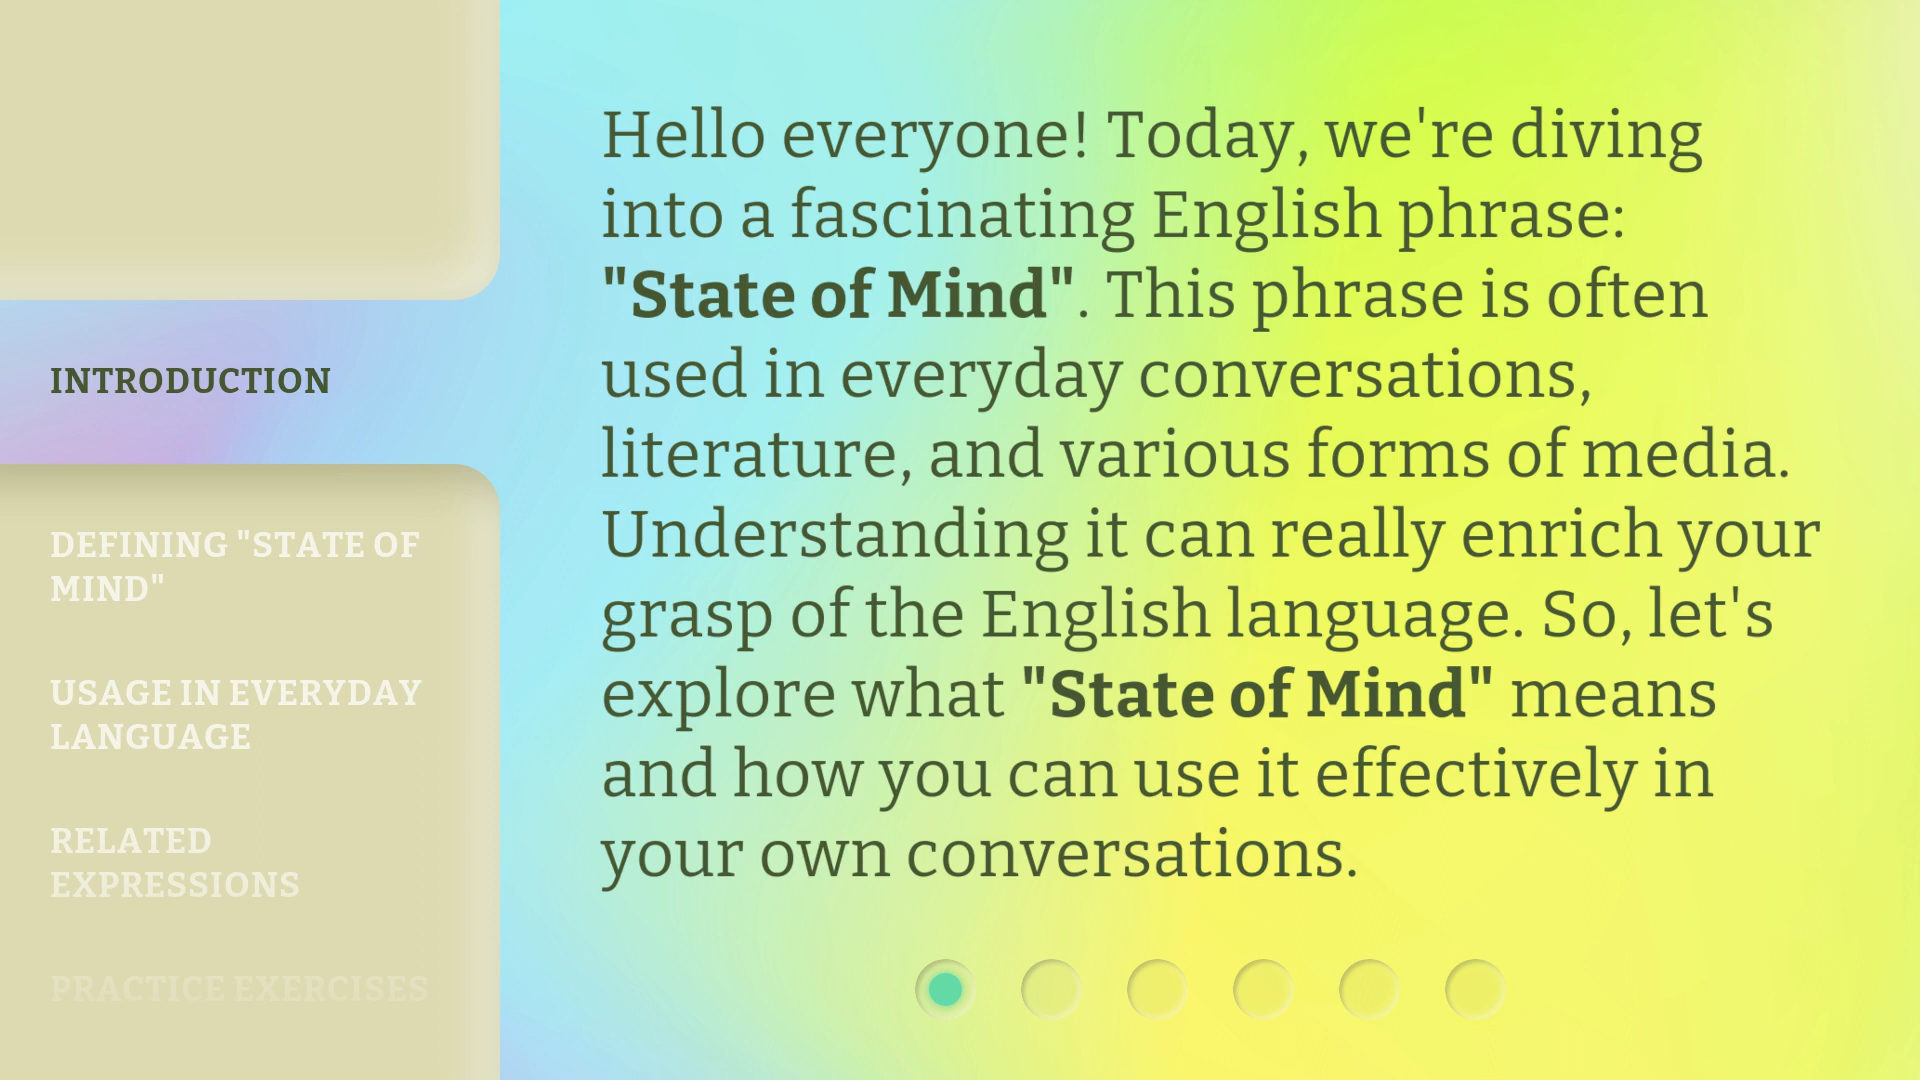 INTRODUCTION
DEFINING "STATE OF
MIND"
USAGE IN EVERYDAY
LANGUAGE
RELATED
EXPRESSIONS
PRACTICE EXERCISES
Hello everyone! Today, we're diving
into a fascinating English phrase:
"State of Mind". This phrase is often
used in everyday conversations,
literature, and various forms of media.
Understanding it can really enrich your
grasp of the English language. So, let's
explore what "State of Mind" means
and how you can use it effectively in
your own conversations.